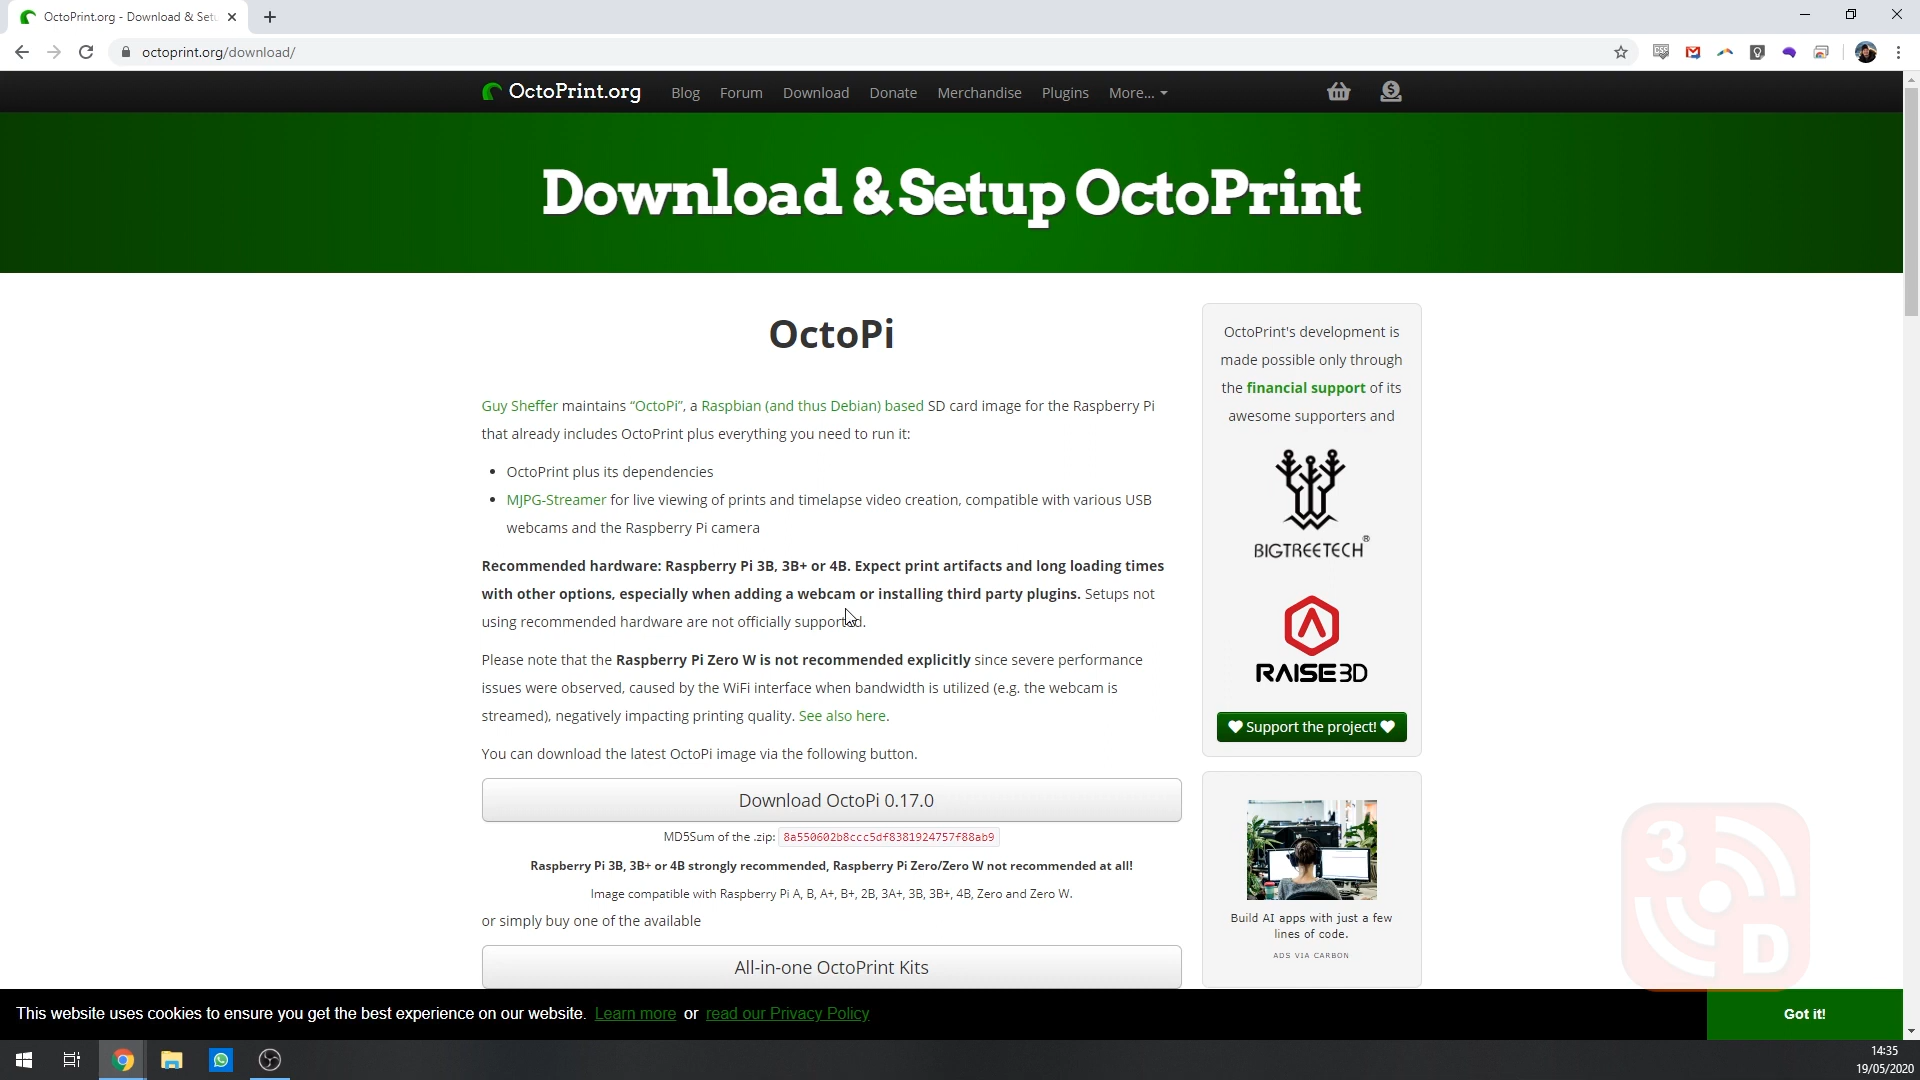 OctoPrint.org - Download & Setu
octoprint.org/download/
OctoPrint.org Blog Forum Download Donate Merchandise Plugins More...
Download & Setup OctoPrint
OctoPi
Guy Sheffer maintains “OctoPi”, a Raspbian (and thus Debian) based SD card image for the Raspberry Pi
that already includes OctoPrint plus everything you need to run it:
OctoPrint plus its dependencies
MJPG-Streamer for live viewing of prints and timelapse video creation, compatible with various USB
webcams and the Raspberry Pi camera
Recommended hardware: Raspberry Pi 3B, 3B+ or 4B. Expect print artifacts and long loading times
with other options, especially when adding a webcam or installing third party plugins. Setups not
using recommended hardware are not officially supported.
Please note that the Raspberry Pi Zero W is not recommended explicitly since severe performance
issues were observed, caused by the WiFi interface when bandwidth is utilized (e.g. the webcam is
streamed), negatively impacting printing quality. See also here.
You can download the latest OctoPi image via the following button.
Download OctoPi 0.17.0
MD5Sum of the .zip: 8a550602b8ccc5df8381924757f88ab9
Raspberry Pi 3B, 3B+ or 4B strongly recommended, Raspberry Pi Zero/Zero W not recommended at all!
Image compatible with Raspberry Pi A, B, A+, B+, 2B, 3A+, 3B, 3B+, 4B, Zero and Zero W.
or simply buy one of the available
All-in-one OctoPrint Kits
OctoPrint's development is
made possible only through
the financial support of its
awesome supporters and
BIGTREETECH®
RAISE3D
Support the project!
Build AI apps with just a few
lines of code.
ADS VIA CARBON
3
D
This website uses cookies to ensure you get the best experience on our website. Learn more or read our Privacy Policy
Got it!
14:35
19/05/2020